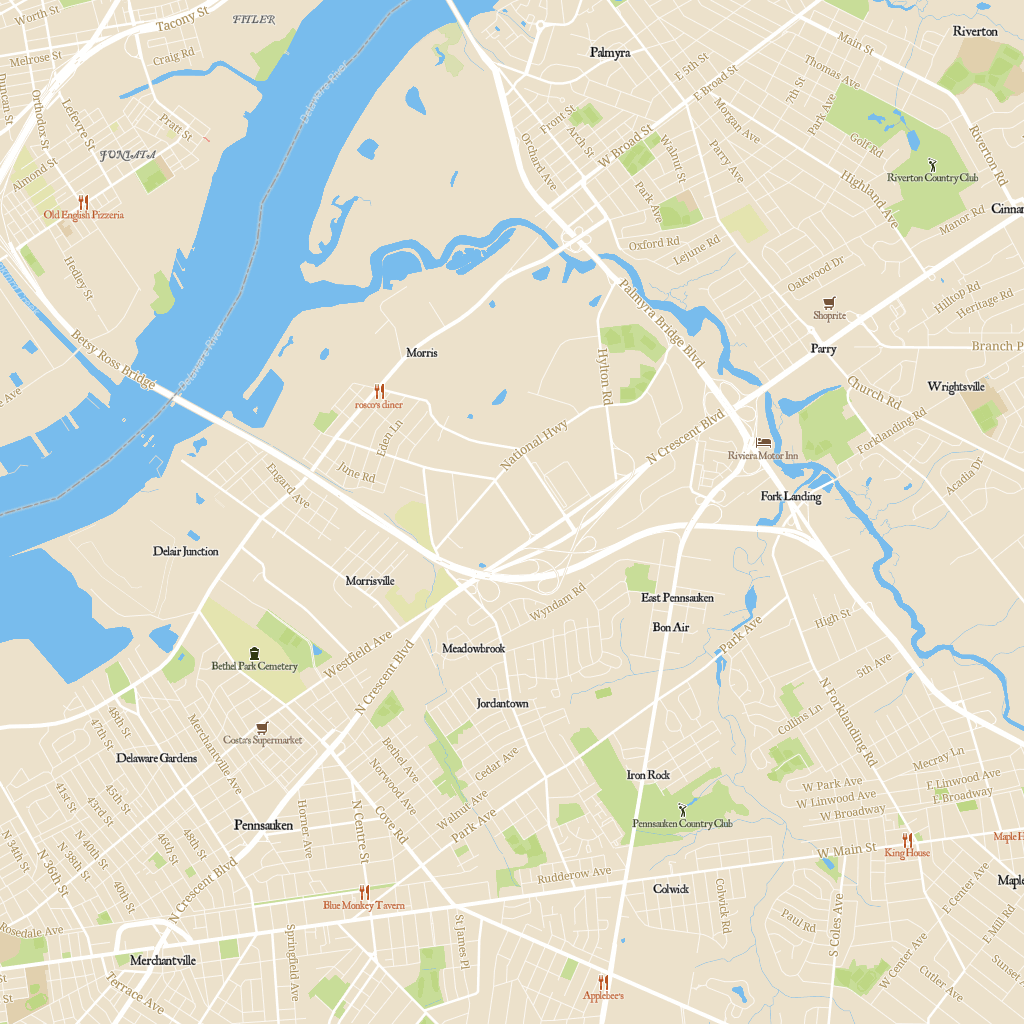 Worth St
Tacony St
FITLER
Riverton
Melrose St
Craig Rd
Palmyra
Main St
Duncan St
Orthodox St
Lefevre St
Pratt St
Delaware River
E 5th St
E Broad St
Thomas Ave
7th St
Park Ave
JUNIATA
Front St
Arch St
Orchard Ave
W Broad St
Morgan Ave
Walnut St
Parry Ave
Golf Rd
Riverton Rd
Almond St
Riverton Country Club
Highland Ave
Park Ave
Old English Pizzeria
Manor Rd
Cinnar
Oxford Rd
Lejune Rd
Hedley St
Oakwood Dr
Hilltop Rd
Heritage Rd
Shoprite
Palmyra Bridge Blvd
Betsy Ross Bridge
Delaware River
Morris
Parry
Branch P
Hylton Rd
Wrightsville
Church Rd
rosco's diner
e Ave
Eden Ln
National Hwy
N Crescent Blvd
Forklanding Rd
Riviera Motor Inn
June Rd
Engard Ave
Acadia Dr
Fork Landing
Delair Junction
Morrisville
Wyndam Rd
East Pennsauken
Bon Air
Park Ave
High St
Meadowbrook
Westfield Ave
Bethel Park Cemetery
5th Ave
N Crescent Blvd
Jordantown
N Forklanding Rd
Collins Ln
48th St
47th St
Merchantville Ave
Costa's Supermarket
Delaware Gardens
Bethel Ave
Norwood Ave
Cedar Ave
Iron Rock
Mecray Ln
W Park Ave
E Linwood Ave
W Linwood Ave
E Broadway
W Broadway
41st St
45th St
43rd St
Walnut Ave
Park Ave
Pennsauken Country Club
Pennsauken
Horner Ave
N Centre St
Cove Rd
48th St
46th St
N 34th St
N 36th St
N 38th St
N 40th St
40th St
N Crescent Blvd
W Main St
King House
Maple H
Maple
Rudderow Ave
Colwick
Colwick Rd
Blue Monkey Tavern
E Center Ave
E Mill Rd
Paul Rd
S Coles Ave
St James Pl
Rosedale Ave
Springfield Ave
Merchantville
Terrace Ave
W Center Ave
Cutler Ave
Sunset
St
St
Applebee's